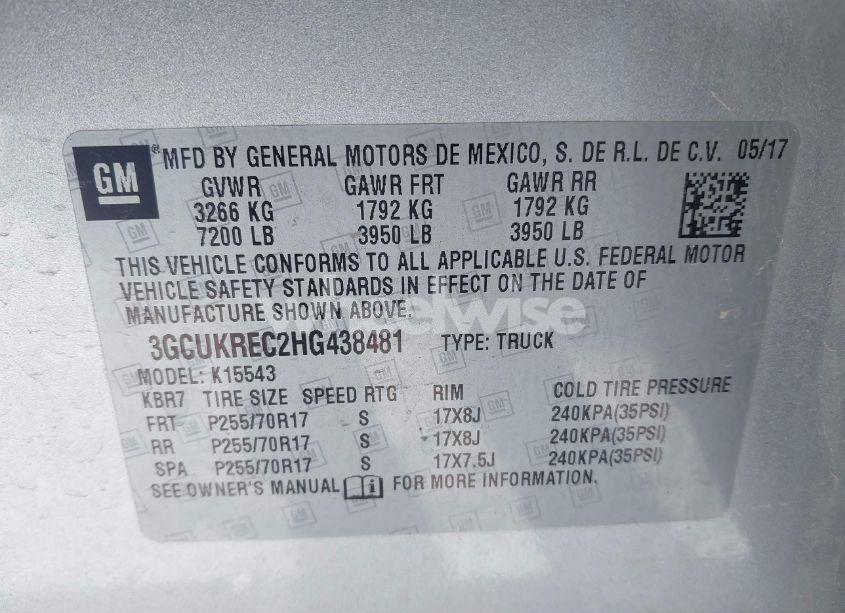 GM ® MFD BY GENERAL MOTORS DE MEXICO, S. DE R.L. DE C.V. 05/17
GVWR GAWR FRT GAWR RR
3266 KG 1792 KG 1792 KG
7200 LB 3950 LB 3950 LB
THIS VEHICLE CONFORMS TO ALL APPLICABLE U.S. FEDERAL MOTOR
VEHICLE SAFETY STANDARDS IN EFFECT ON THE DATE OF
MANUFACTURE SHOWN ABOVE.
3GCUKREC2HG438481 TYPE: TRUCK
MODEL: K15543
KBR7 TIRE SIZE SPEED RTG RIM COLD TIRE PRESSURE
FRT P255/70R17 S 17X8J 240KPA(35PSI)
RR P255/70R17 S 17X8J 240KPA(35PSI)
SPA P255/70R17 S 17X7.5J 240KPA(35PSI)
SEE OWNER'S MANUAL i FOR MORE INFORMATION.